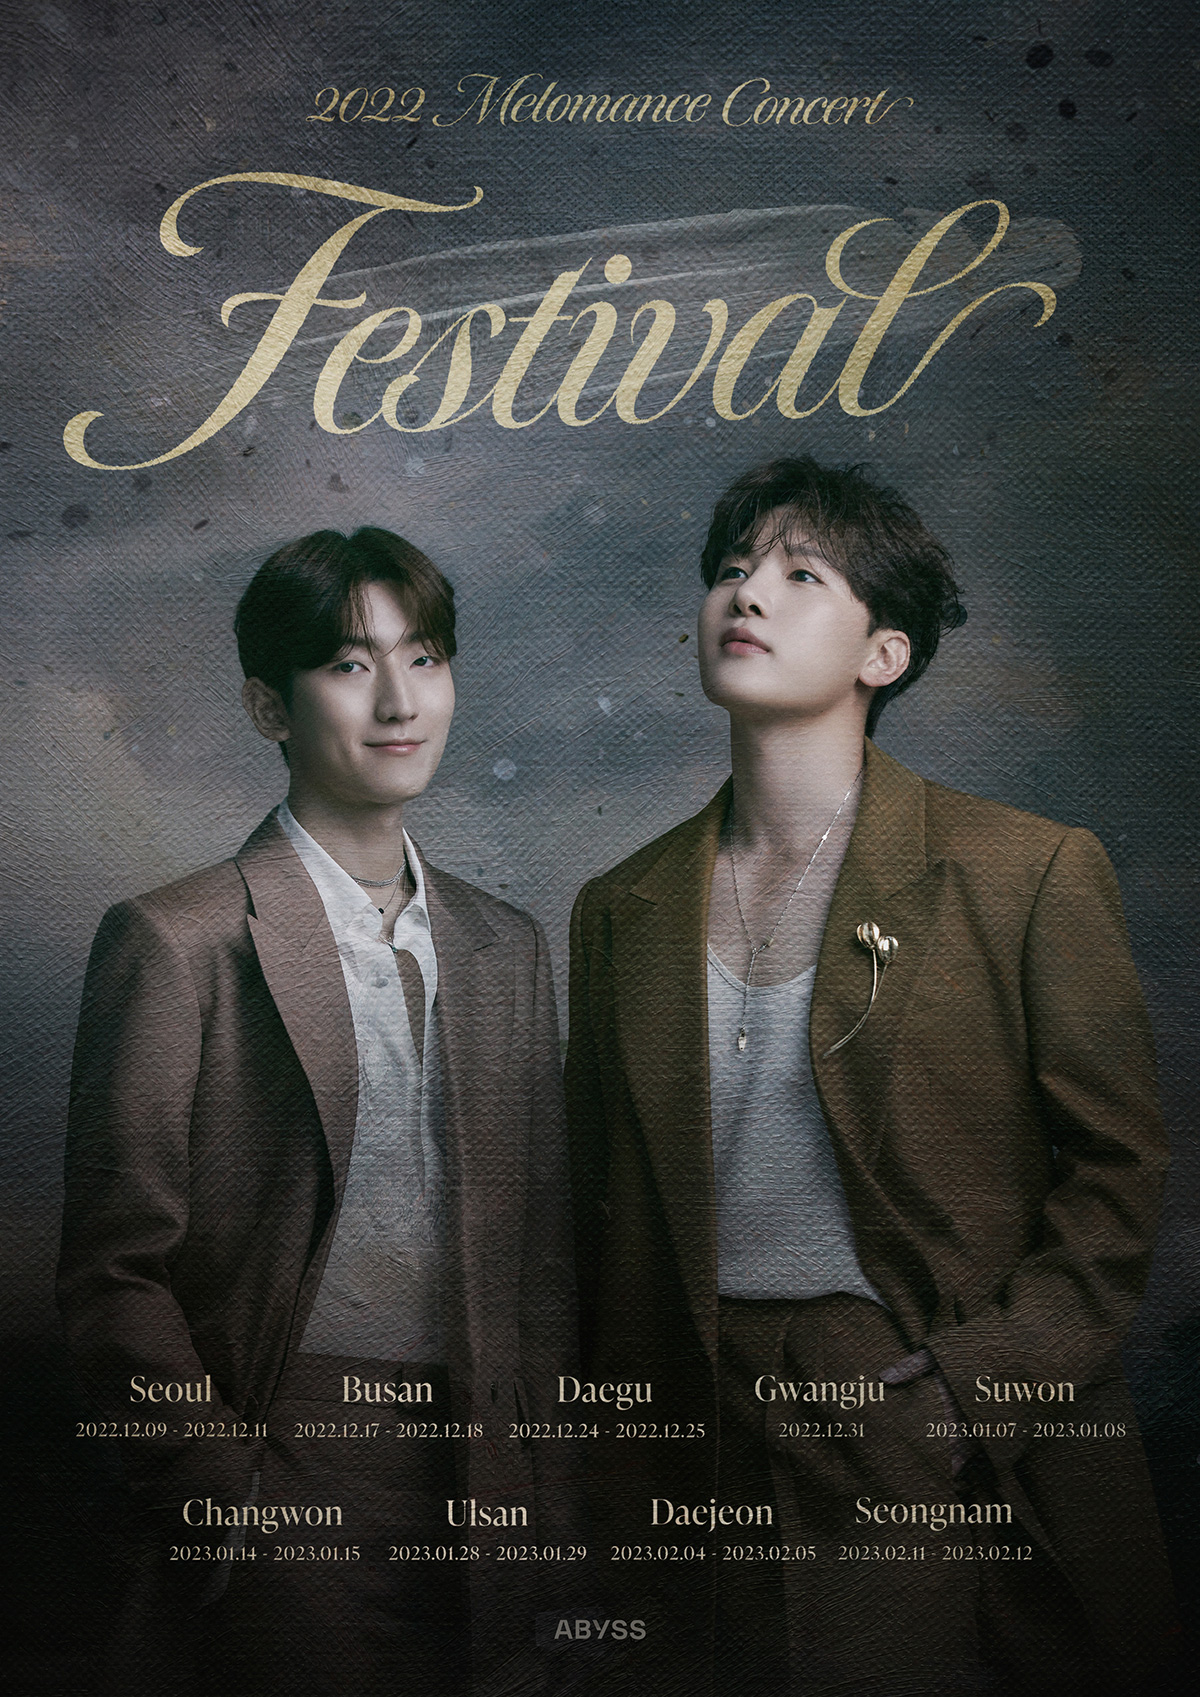 2022 Melomance Concert
Festival
Seoul Busan Daegu Gwangju Suwon
2022.12.09 - 2022.12.11 2022.12.17 - 2022.12.18 2022.12.24 - 2022.12.25 2022.12.31 2023.01.07 - 2023.01.08
Changwon Ulsan Daejeon Seongnam
2023.01.14 - 2023.01.15 2023.01.28 - 2023.01.29 2023.02.04 - 2023.02.05 2023.02.11 - 2023.02.12
ABYSS